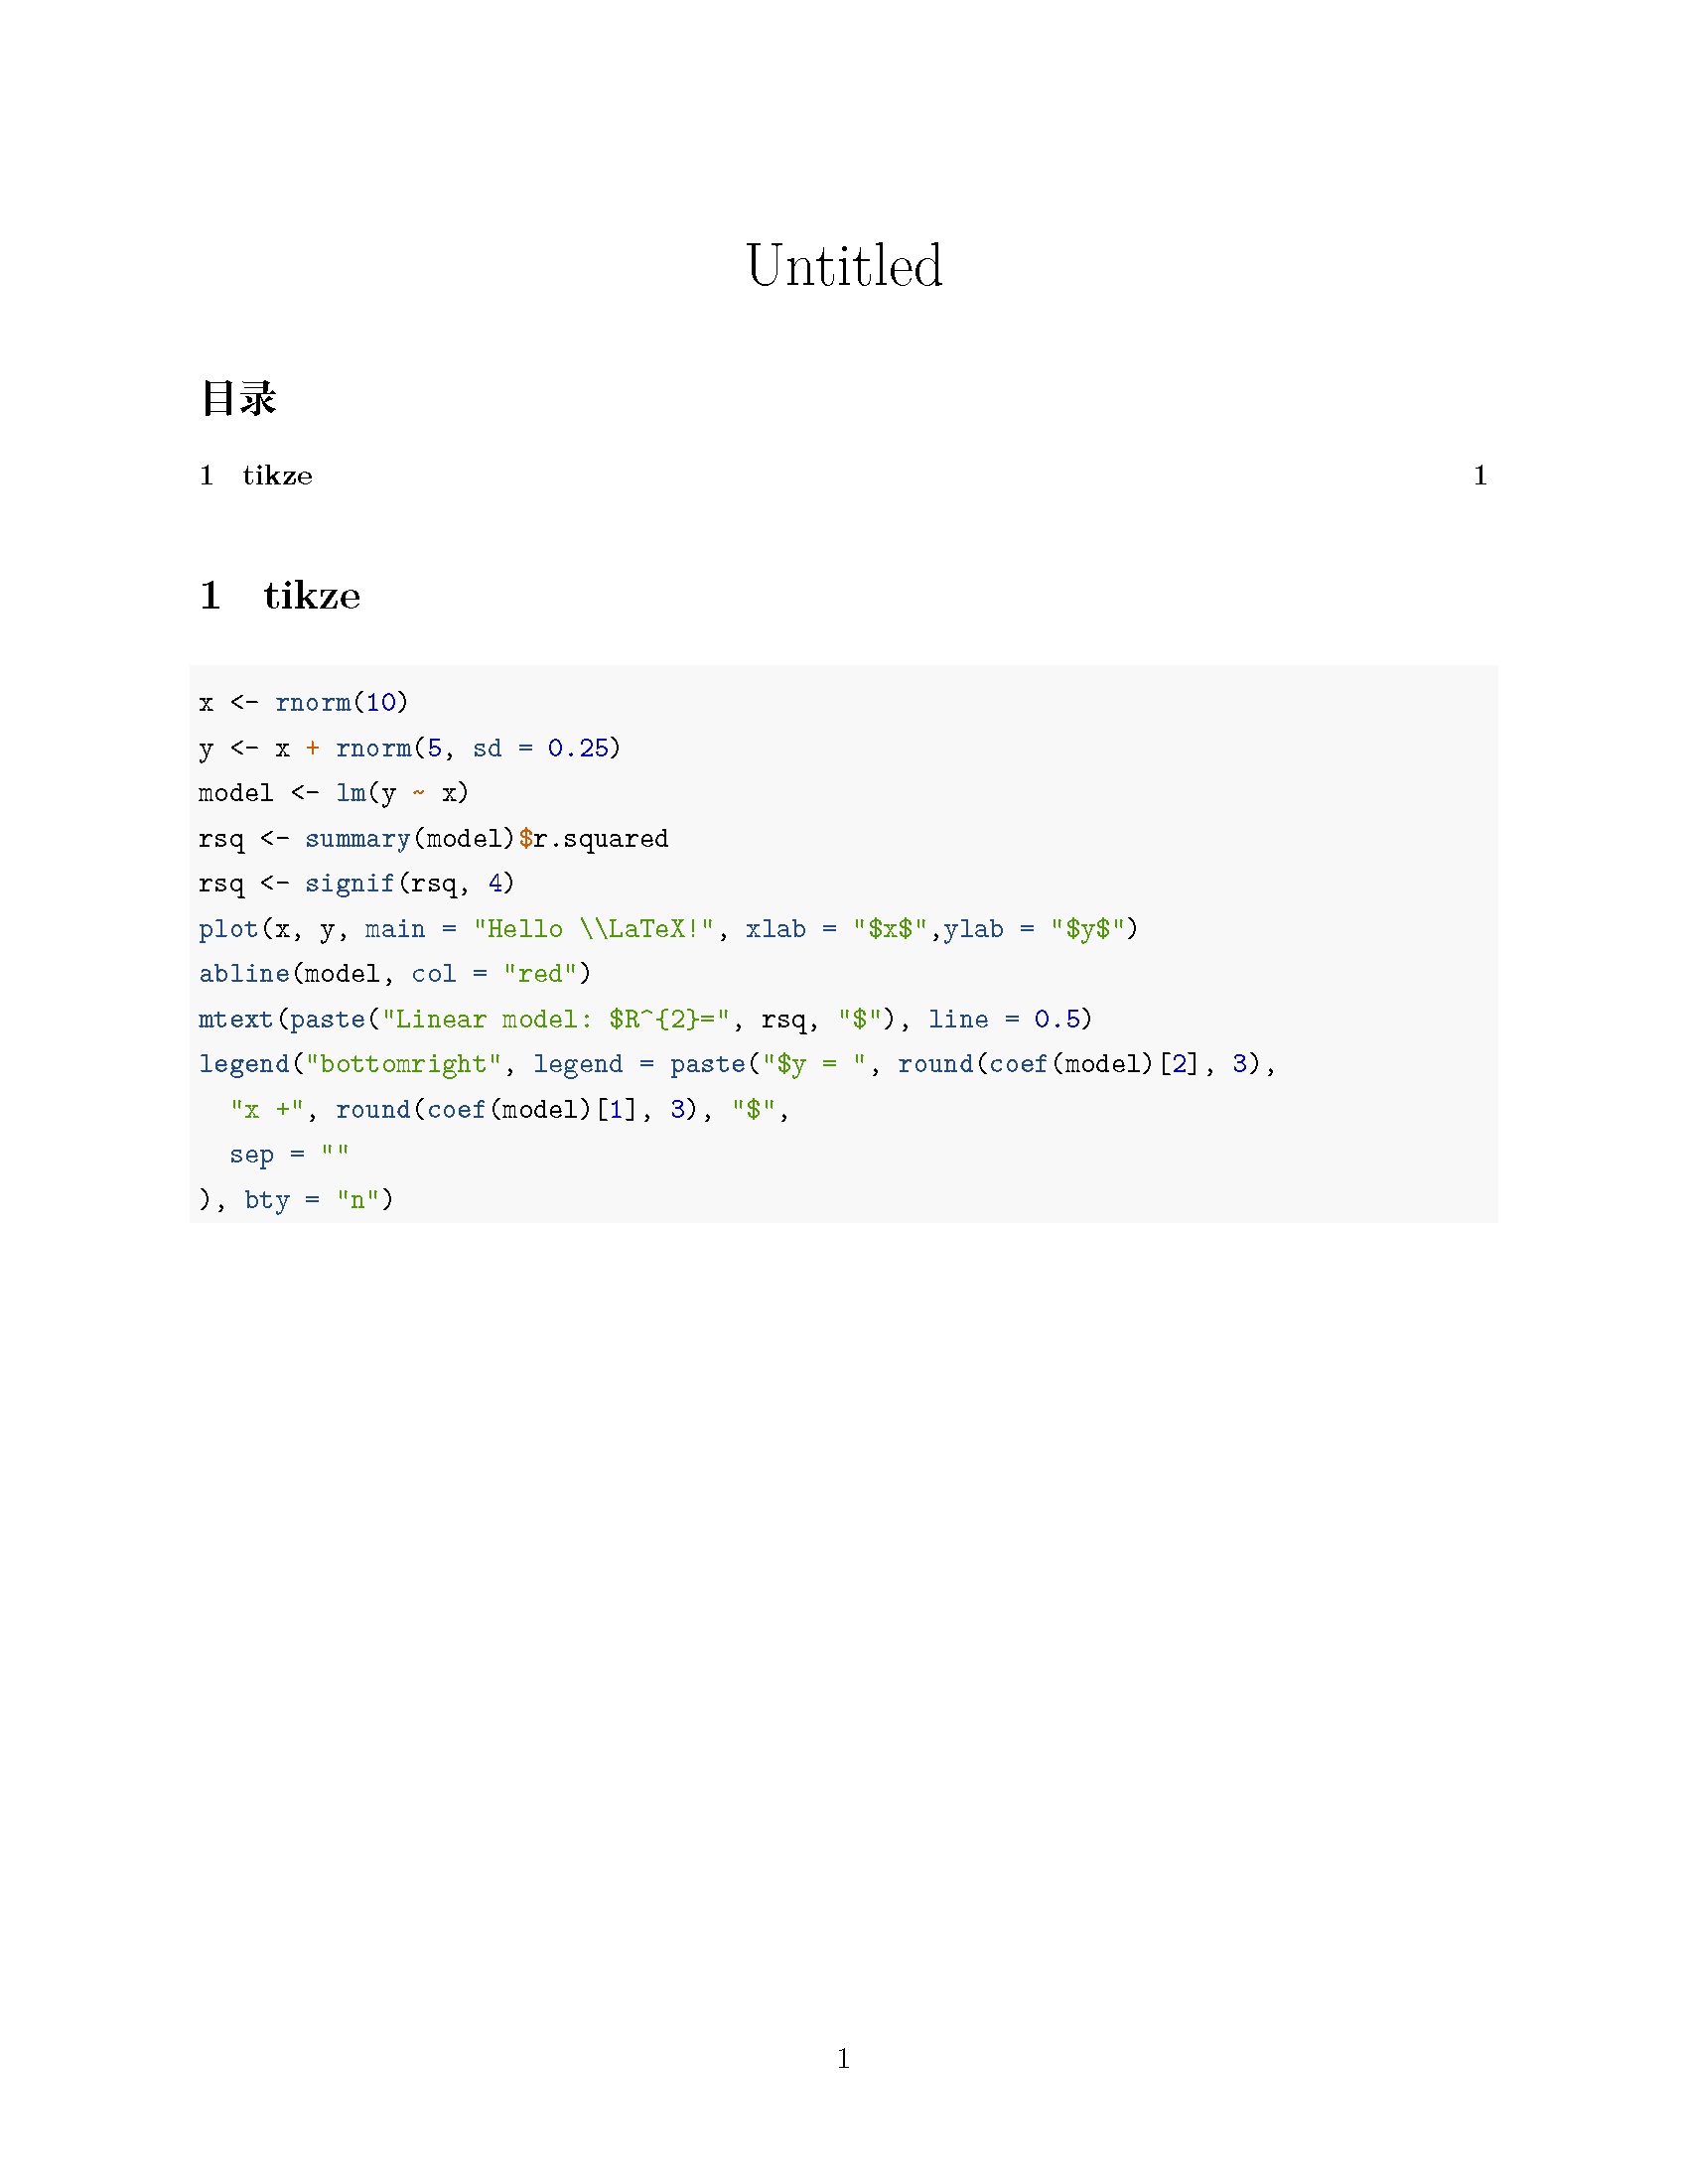 Untitled
目录
1 tikze 1
1 tikze
x <- rnorm(10)
y <- x + rnorm(5, sd = 0.25)
model <- lm(y ~ x)
rsq <- summary(model)$r.squared
rsq <- signif(rsq, 4)
plot(x, y, main = "Hello \\LaTeX!", xlab = "$x$",ylab = "$y$")
abline(model, col = "red")
mtext(paste("Linear model: $R^{2}=", rsq, "$"), line = 0.5)
legend("bottomright", legend = paste("$y = ", round(coef(model)[2], 3),
  "x +", round(coef(model)[1], 3), "$",
  sep = ""
), bty = "n")
1